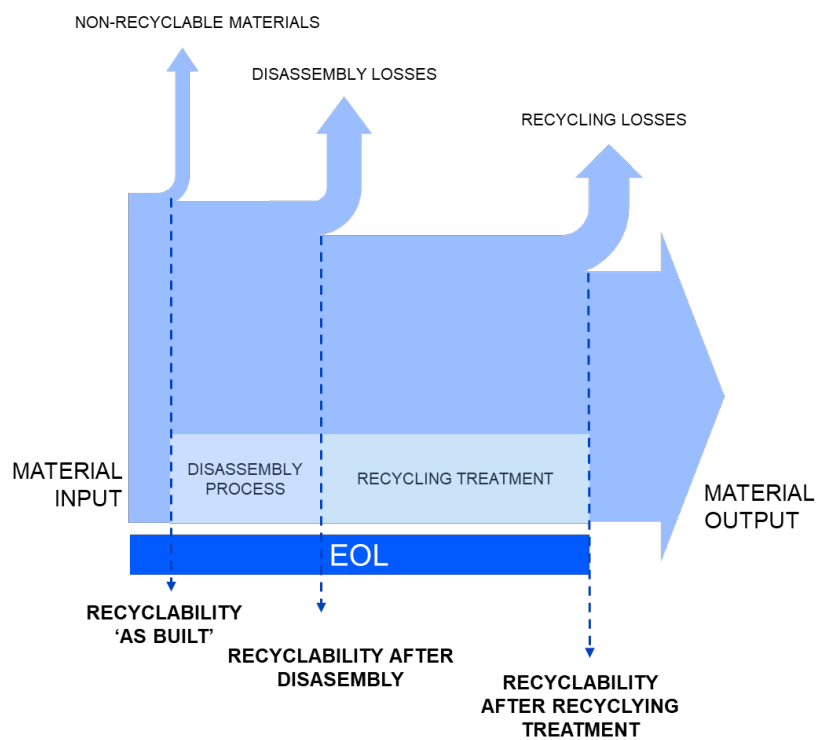 NON-RECYCLABLE MATERIALS
DISASSEMBLY LOSSES
RECYCLING LOSSES
MATERIAL
INPUT
DISASSEMBLY
PROCESS
RECYCLING TREATMENT
MATERIAL
OUTPUT
EOL
RECYCLABILITY
‘AS BUILT’
RECYCLABILITY AFTER
DISASEMBLY
RECYCLABILITY
AFTER RECYCLYING
TREATMENT